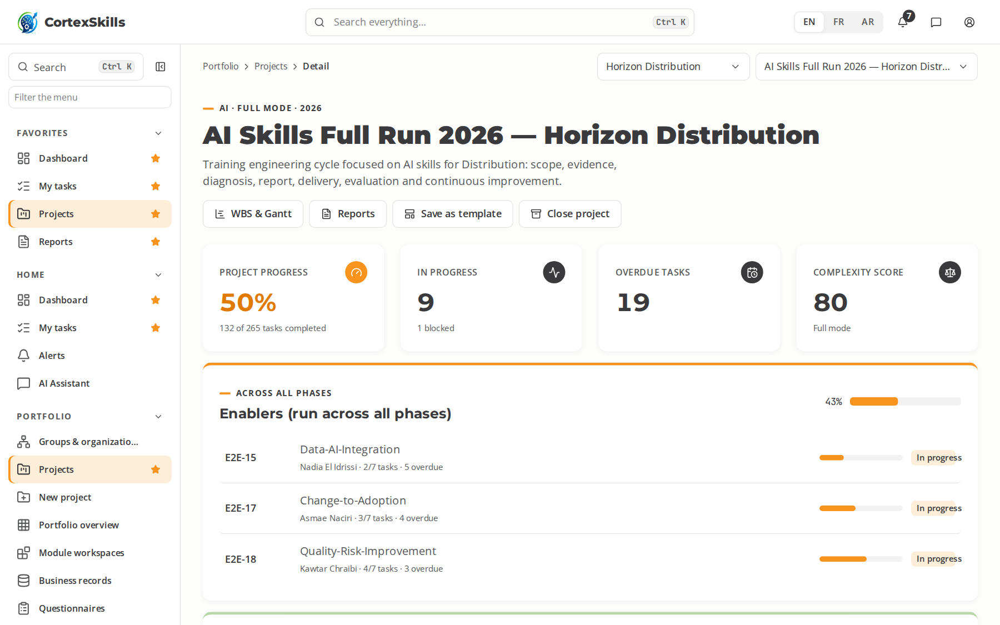 CortexSkills
Search everything...
Ctrl K
EN
FR
AR
7
Search
Ctrl K
Filter the menu
FAVORITES
Dashboard
My tasks
Projects
Reports
HOME
Dashboard
My tasks
Alerts
AI Assistant
PORTFOLIO
Groups & organizatio...
Projects
New project
Portfolio overview
Module workspaces
Business records
Questionnaires
Portfolio > Projects > Detail
Horizon Distribution
AI Skills Full Run 2026 — Horizon Distr...
AI · FULL MODE · 2026
AI Skills Full Run 2026 — Horizon Distribution
Training engineering cycle focused on AI skills for Distribution: scope, evidence,
diagnosis, report, delivery, evaluation and continuous improvement.
WBS & Gantt
Reports
Save as template
Close project
PROJECT PROGRESS
50%
132 of 265 tasks completed
IN PROGRESS
9
1 blocked
OVERDUE TASKS
19
COMPLEXITY SCORE
80
Full mode
ACROSS ALL PHASES
Enablers (run across all phases)
43%
E2E-15
Data-AI-Integration
Nadia El Idrissi · 2/7 tasks · 5 overdue
In progress
E2E-17
Change-to-Adoption
Asmae Naciri · 3/7 tasks · 4 overdue
In progress
E2E-18
Quality-Risk-Improvement
Kawtar Chraibi · 4/7 tasks · 3 overdue
In progress